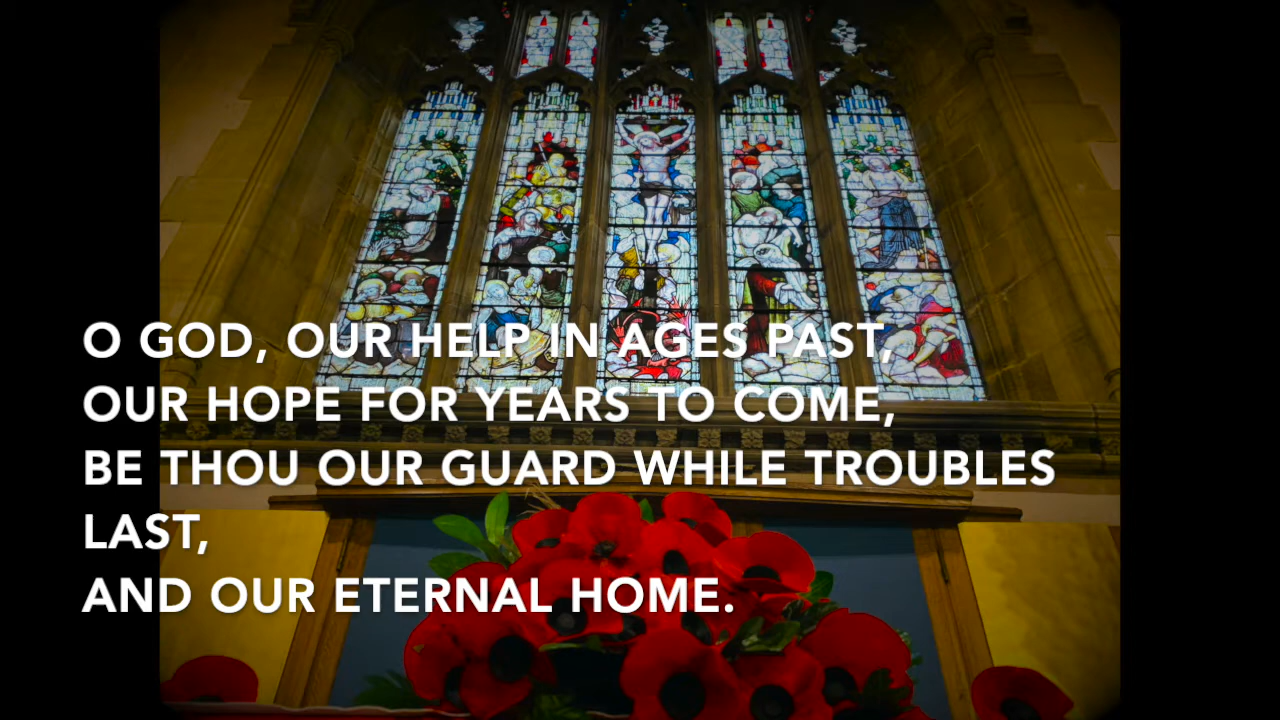 O GOD, OUR HELP IN AGES PAST,
OUR HOPE FOR YEARS TO COME,
BE THOU OUR GUARD WHILE TROUBLES
LAST,
AND OUR ETERNAL HOME.